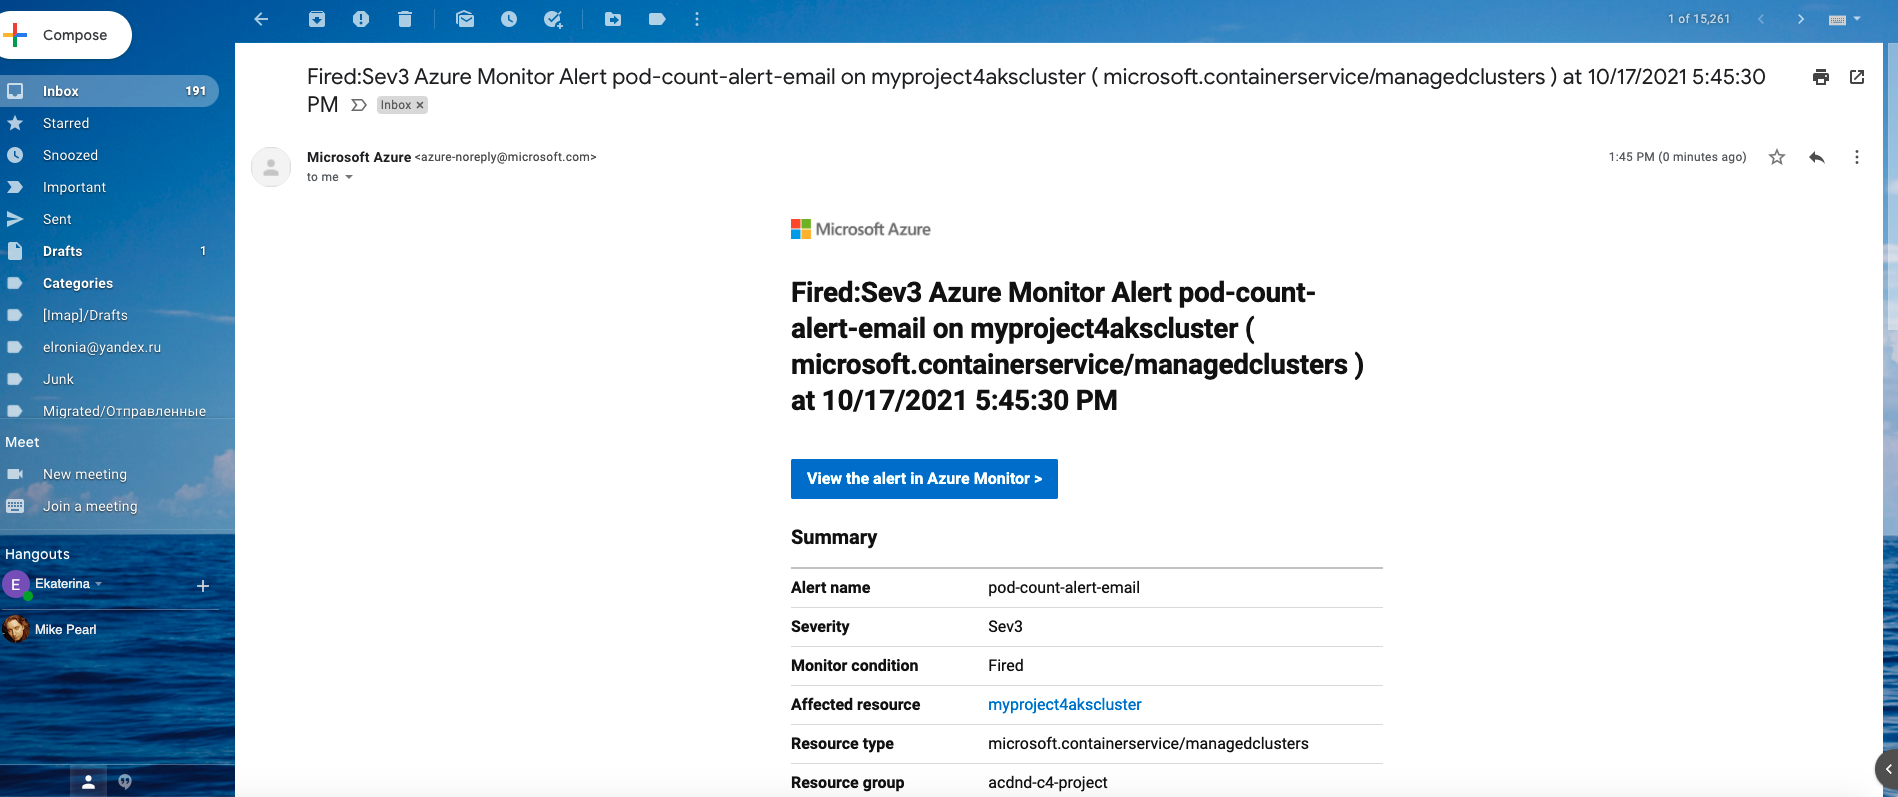 Compose
1 of 15,261
Inbox 191
Starred
Snoozed
Important
Sent
Drafts 1
Categories
[Imap]/Drafts
elronia@yandex.ru
Junk
Migrated/Отправленные
Meet
New meeting
Join a meeting
Hangouts
E Ekaterina
Mike Pearl
Fired:Sev3 Azure Monitor Alert pod-count-alert-email on myproject4akscluster ( microsoft.containerservice/managedclusters ) at 10/17/2021 5:45:30
PM Inbox x
Microsoft Azure <azure-noreply@microsoft.com>
1:45 PM (0 minutes ago)
to me
Microsoft Azure
Fired:Sev3 Azure Monitor Alert pod-count-
alert-email on myproject4akscluster (
microsoft.containerservice/managedclusters )
at 10/17/2021 5:45:30 PM
View the alert in Azure Monitor >
Summary
Alert name pod-count-alert-email
Severity Sev3
Monitor condition Fired
Affected resource myproject4akscluster
Resource type microsoft.containerservice/managedclusters
Resource group acdnd-c4-project